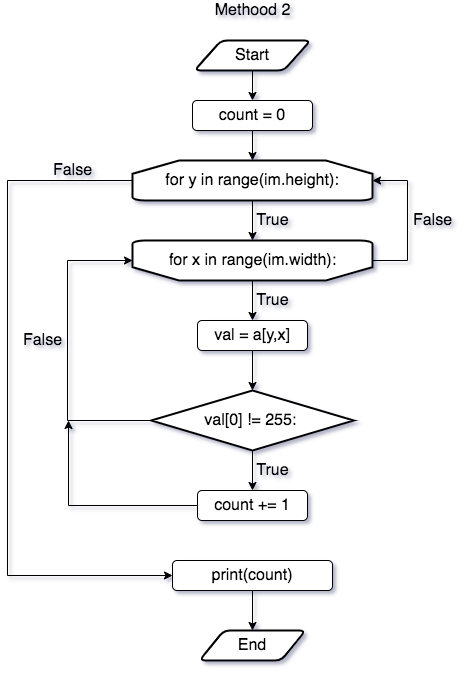 Methood 2
Start
count = 0
False
for y in range(im.height):
True
False
for x in range(im.width):
True
False
val = a[y,x]
val[0] != 255:
True
count += 1
print(count)
End